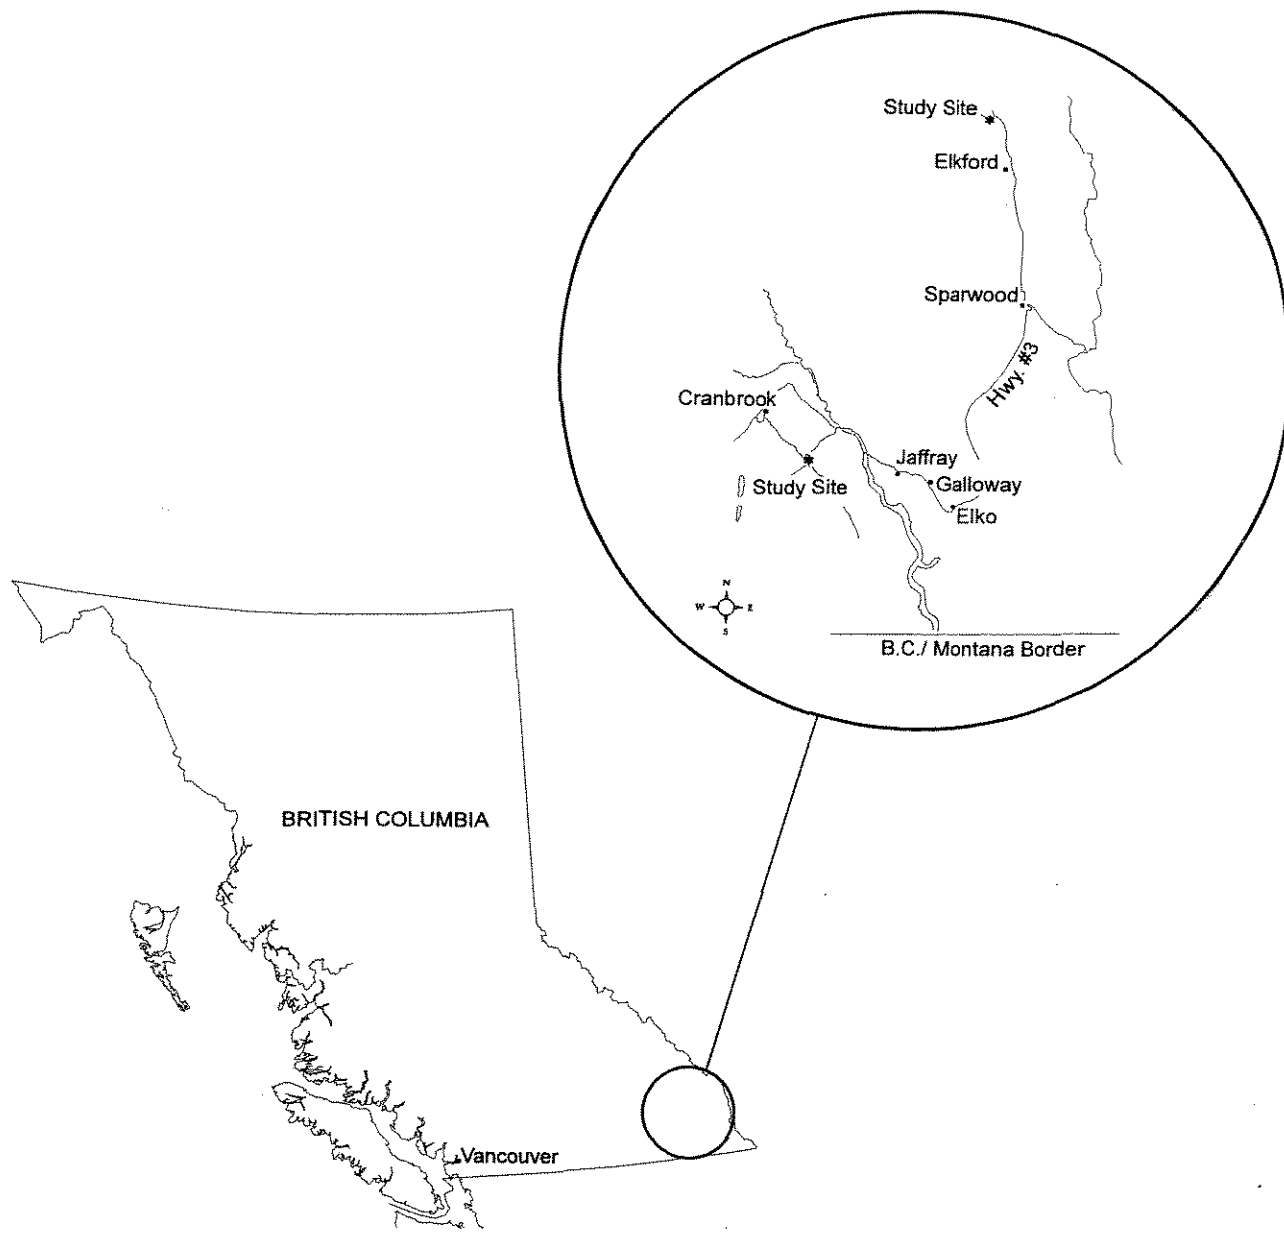 Study Site
Elkford
Sparwood
Hwy. #3
Cranbrook
Jaffray
Study Site
Galloway
Elko
N
W E
S
B.C./ Montana Border
BRITISH COLUMBIA
Vancouver